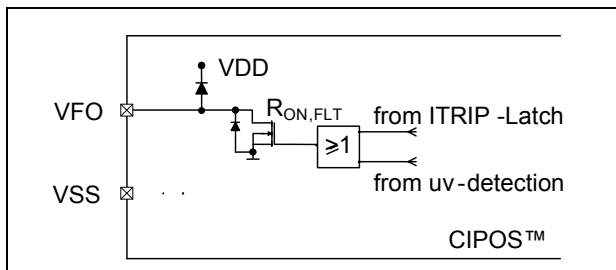 VDD
VFO
RON,FLT
from ITRIP -Latch
≥1
from uv-detection
VSS
CIPOS™